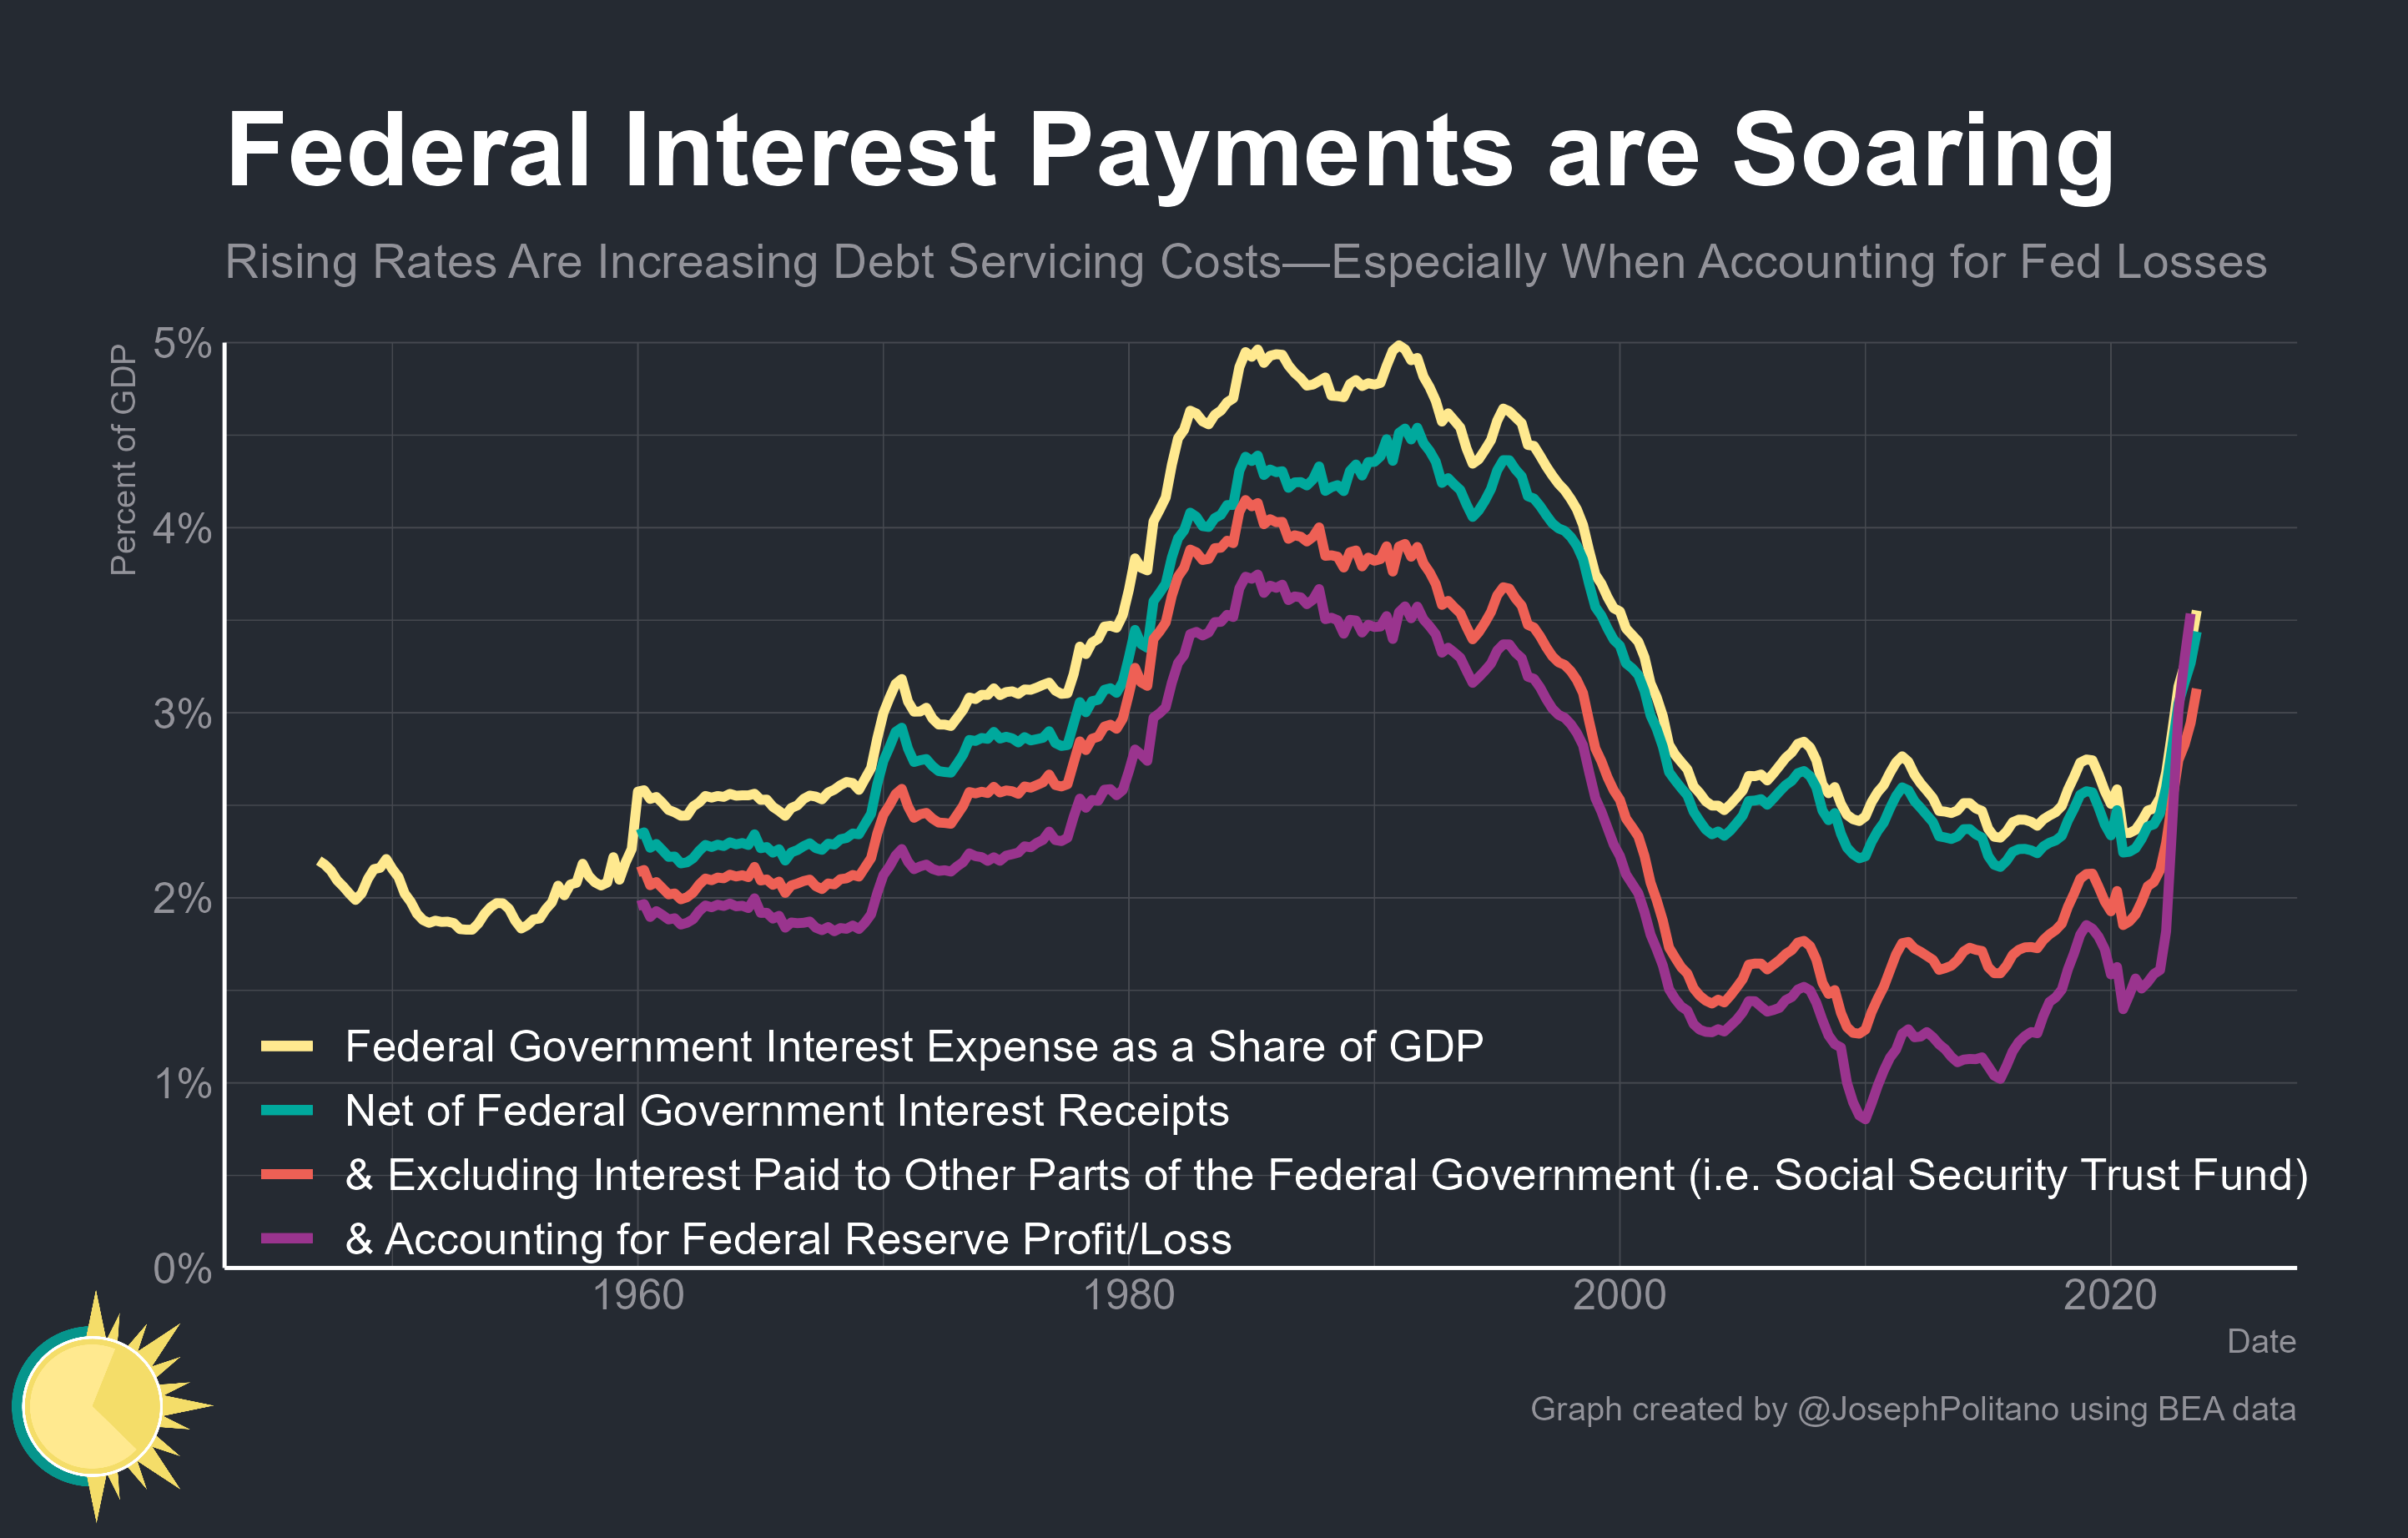 Federal Interest Payments are Soaring
Rising Rates Are Increasing Debt Servicing Costs—Especially When Accounting for Fed Losses
Percent of GDP
5%
4%
3%
2%
1%
0%
Federal Government Interest Expense as a Share of GDP
Net of Federal Government Interest Receipts
& Excluding Interest Paid to Other Parts of the Federal Government (i.e. Social Security Trust Fund)
& Accounting for Federal Reserve Profit/Loss
1960 1980 2000 2020
Date
Graph created by @JosephPolitano using BEA data